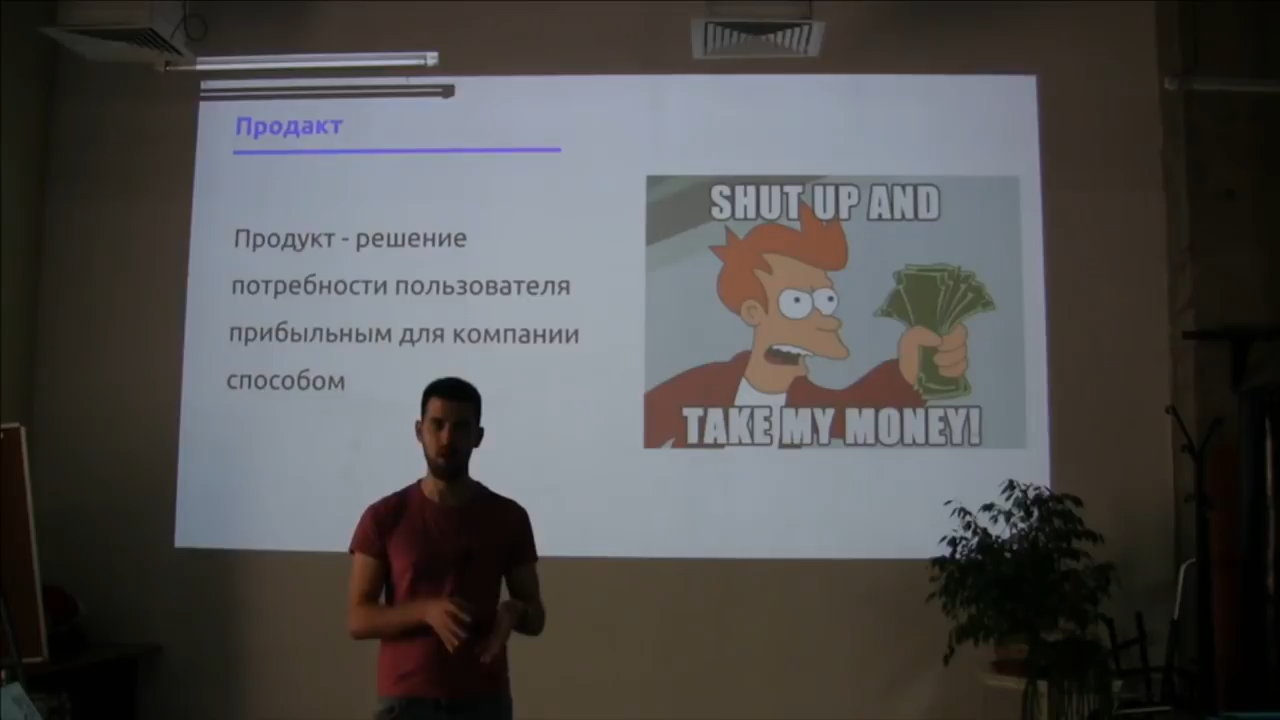 Продакт
Продукт - решение
потребности пользователя
прибыльным для компании
способом
SHUT UP AND
TAKE MY MONEY!